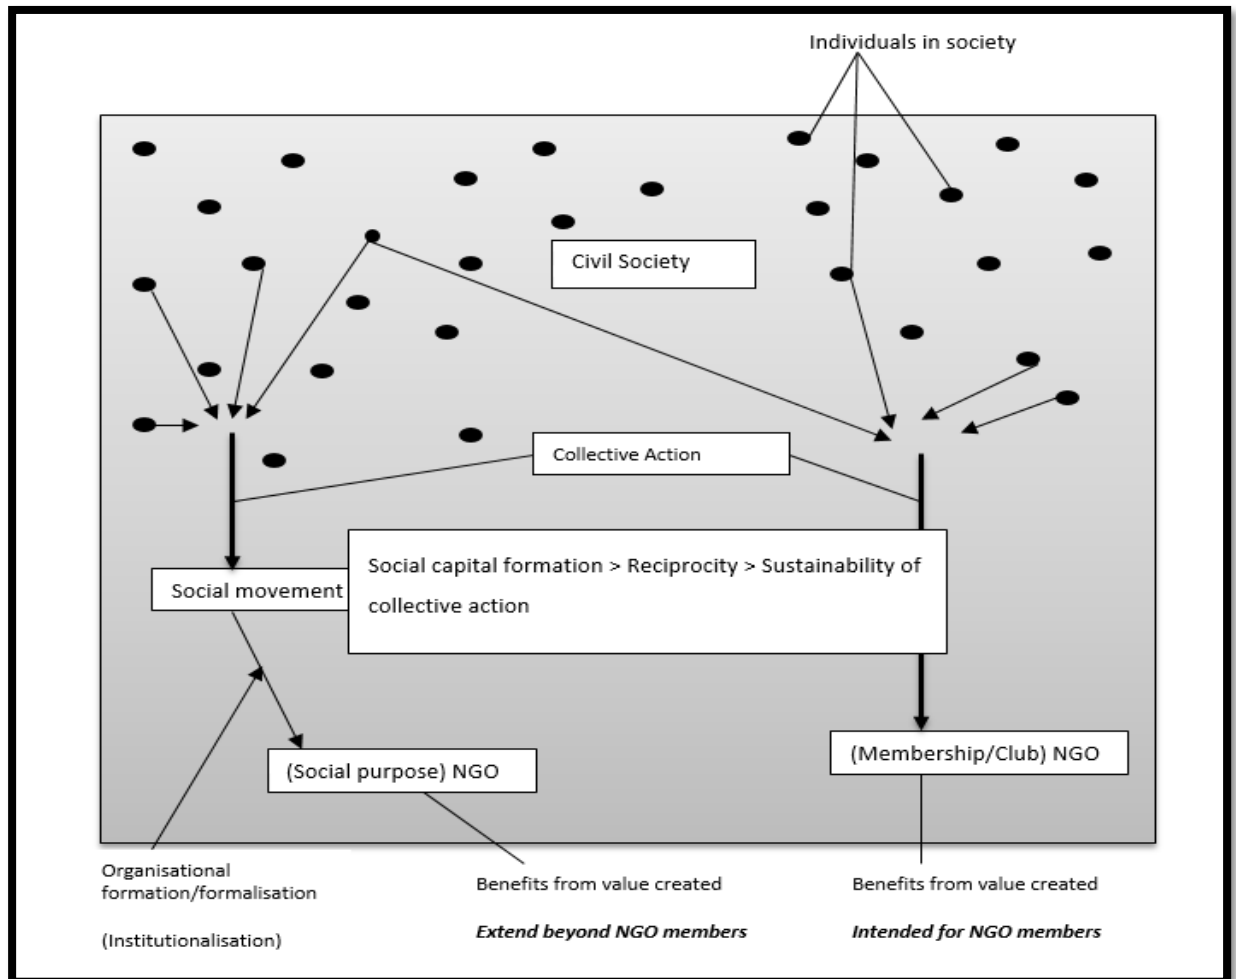 Individuals in society
Civil Society
Collective Action
Social capital formation > Reciprocity > Sustainability of
collective action
Social movement
(Social purpose) NGO
(Membership/Club) NGO
Organisational
formation/formalisation
(Institutionalisation)
Benefits from value created
Extend beyond NGO members
Benefits from value created
Intended for NGO members